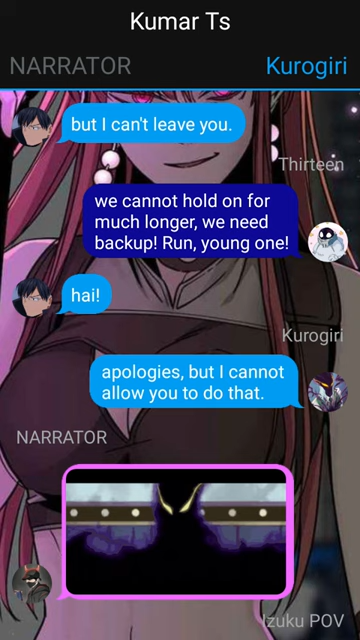 Kumar Ts
NARRATOR
Kurogiri
but I can't leave you.
Thirteen
we cannot hold on for
much longer, we need
backup! Run, young one!
hai!
Kurogiri
apologies, but I cannot
allow you to do that.
NARRATOR
Izuku POV